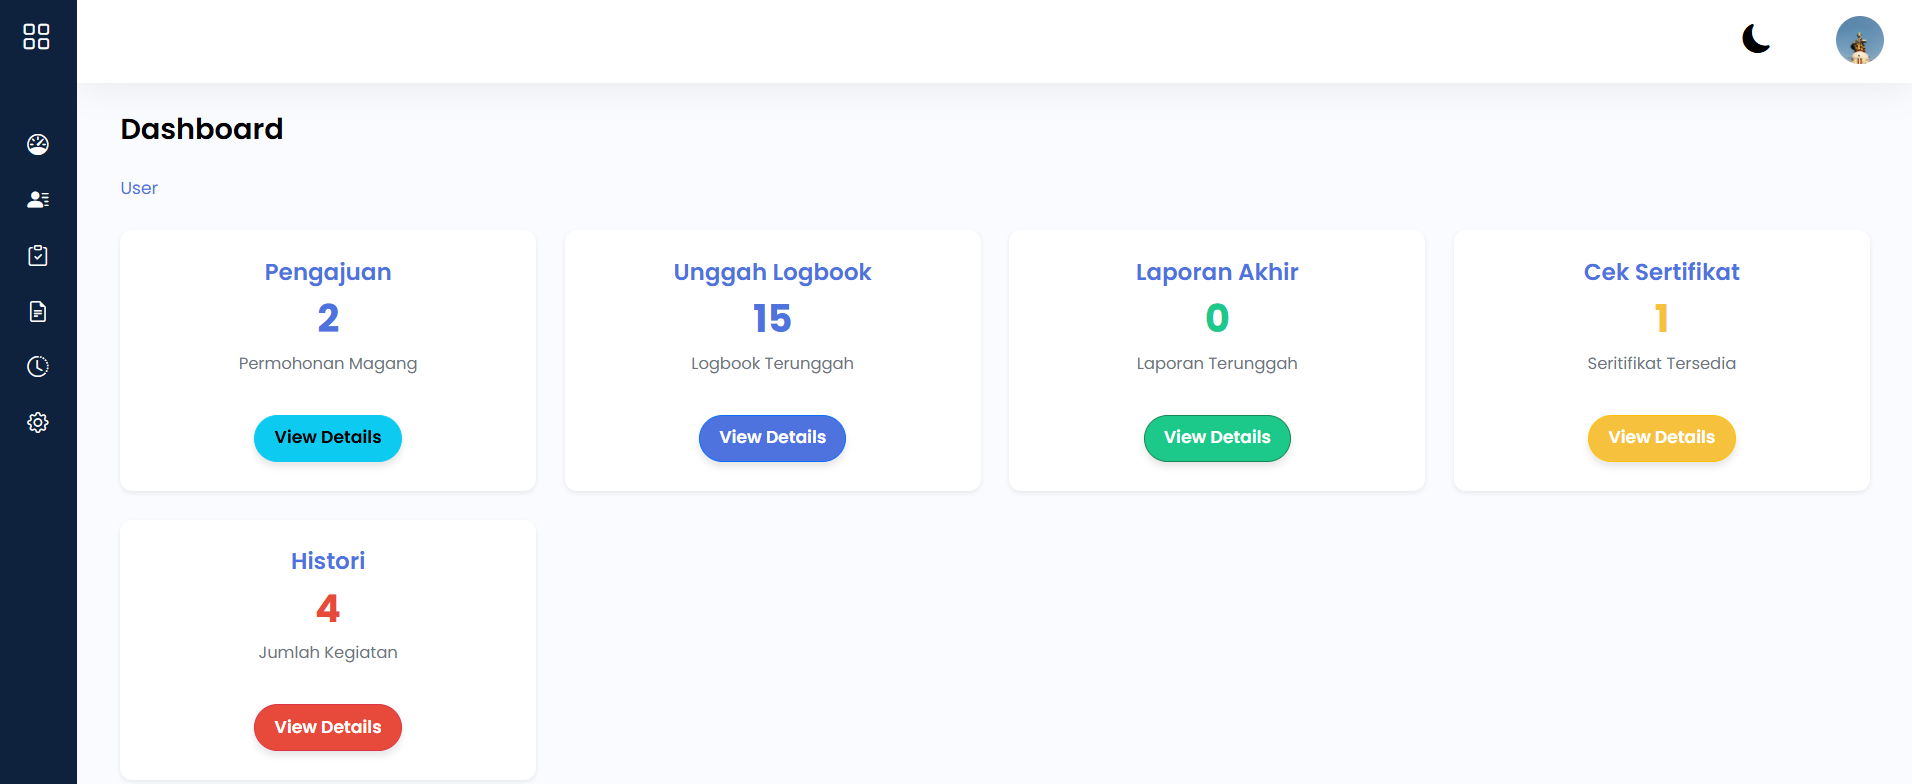 Dashboard
User
Pengajuan
2
Permohonan Magang
View Details
Unggah Logbook
15
Logbook Terunggah
View Details
Laporan Akhir
0
Laporan Terunggah
View Details
Cek Sertifikat
1
Seritifikat Tersedia
View Details
Histori
4
Jumlah Kegiatan
View Details